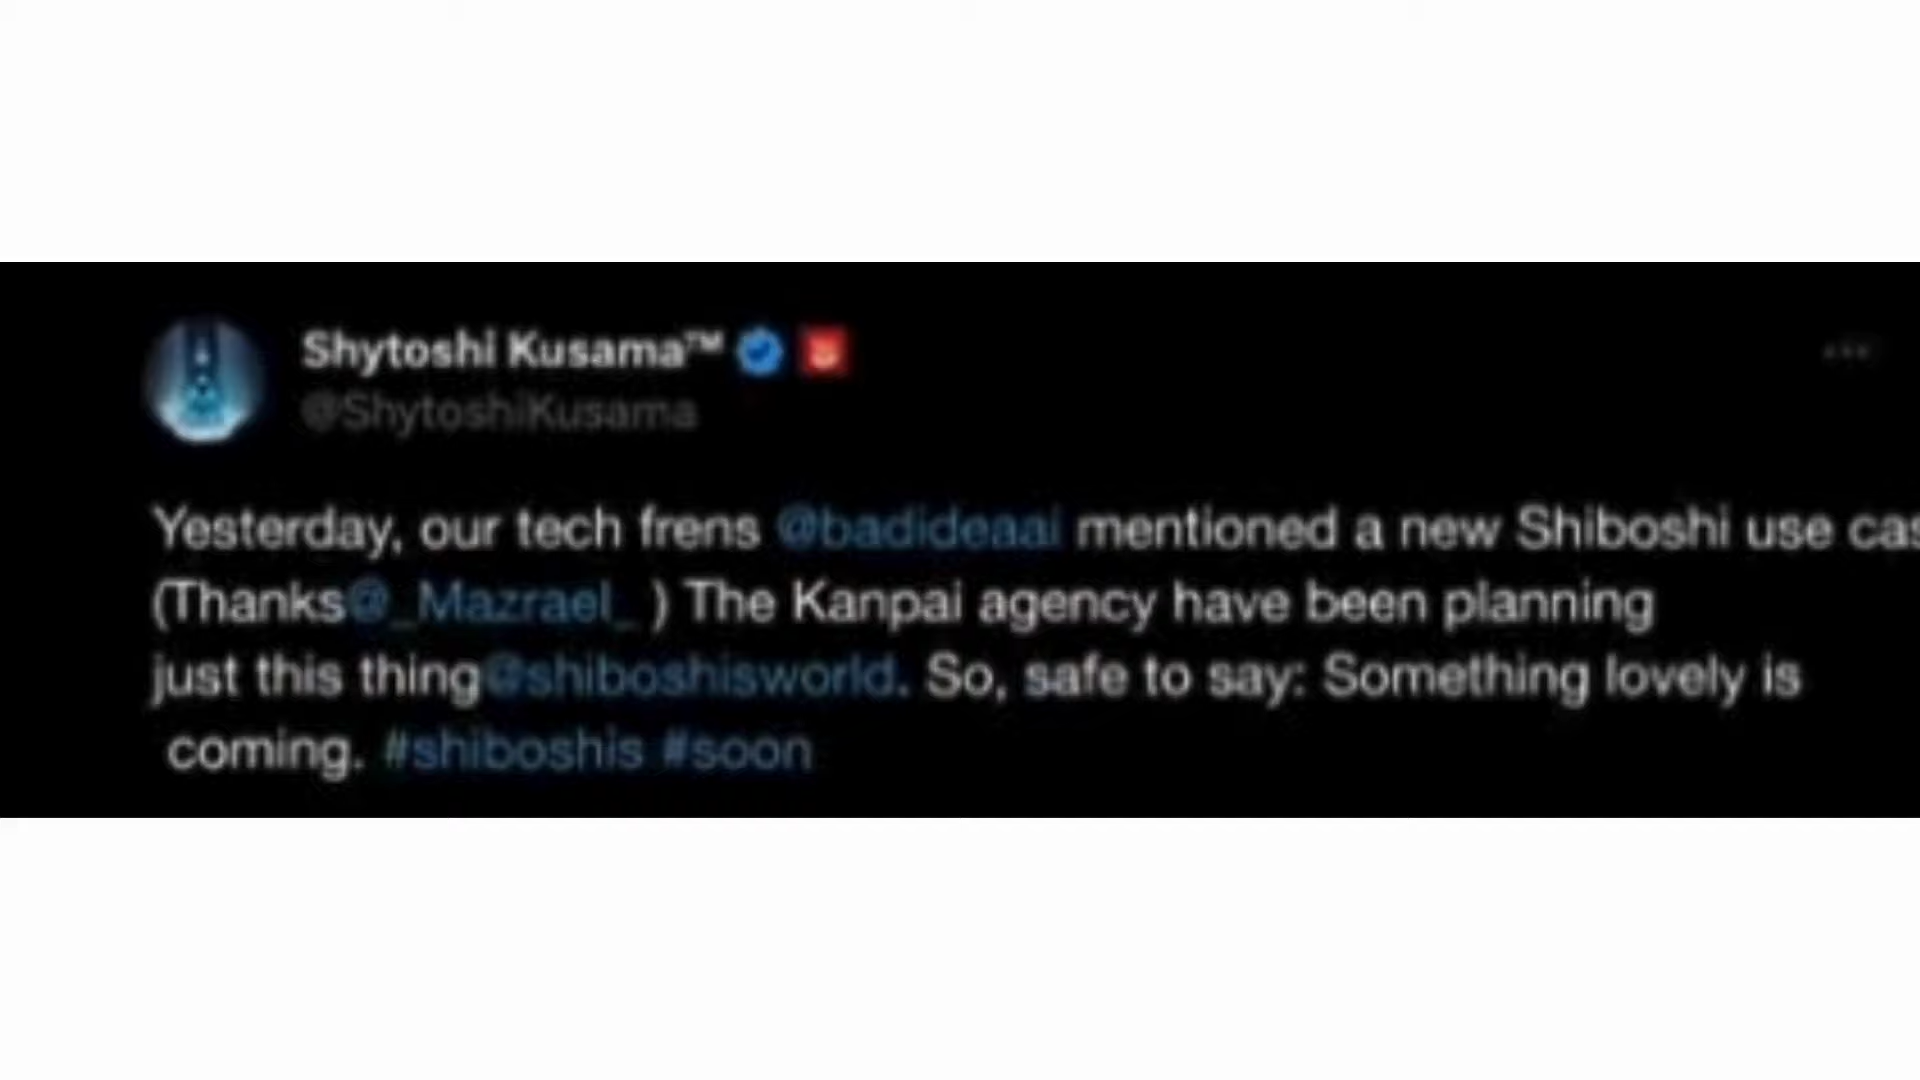 Shytoshi Kusama™
@ShytoshiKusama
Yesterday, our tech frens @badideaai mentioned a new Shiboshi use cas
(Thanks@_Mazrael_ ) The Kanpai agency have been planning
just this thing@shiboshisworld. So, safe to say: Something lovely is
coming. #shiboshis #soon